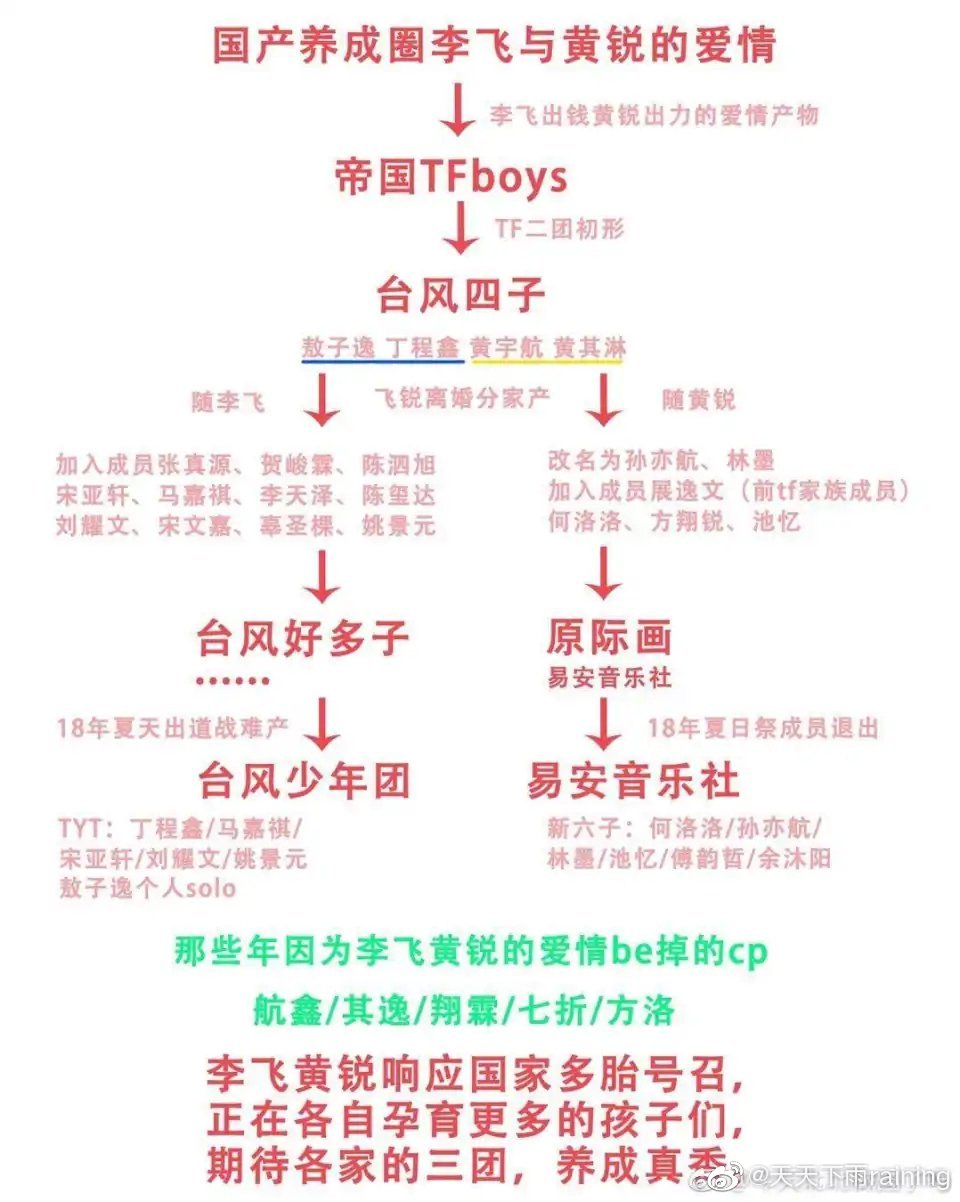 国产养成圈李飞与黄锐的爱情
李飞出钱黄锐出力的爱情产物
帝国TFboys
TF二团初形
台风四子
敖子逸 丁程鑫 黄宇航 黄其淋
随李飞
飞锐离婚分家产
随黄锐
加入成员张真源、贺峻霖、陈泗旭
宋亚轩、马嘉祺、李天泽、陈玺达
刘耀文、宋文嘉、辜圣棵、姚景元
改名为孙亦航、林墨
加入成员展逸文（前tf家族成员）
何洛洛、方翔锐、池忆
台风好多子
······
原际画
易安音乐社
18年夏天出道战难产
18年夏日祭成员退出
台风少年团
易安音乐社
TYT：丁程鑫/马嘉祺/
宋亚轩/刘耀文/姚景元
敖子逸个人solo
新六子：何洛洛/孙亦航/
林墨/池忆/傅韵哲/余沐阳
那些年因为李飞黄锐的爱情be掉的cp
航鑫/其逸/翔霖/七折/方洛
李飞黄锐响应国家多胎号召，
正在各自孕育更多的孩子们，
期待各家的三团，养成真香
@天天下雨raining